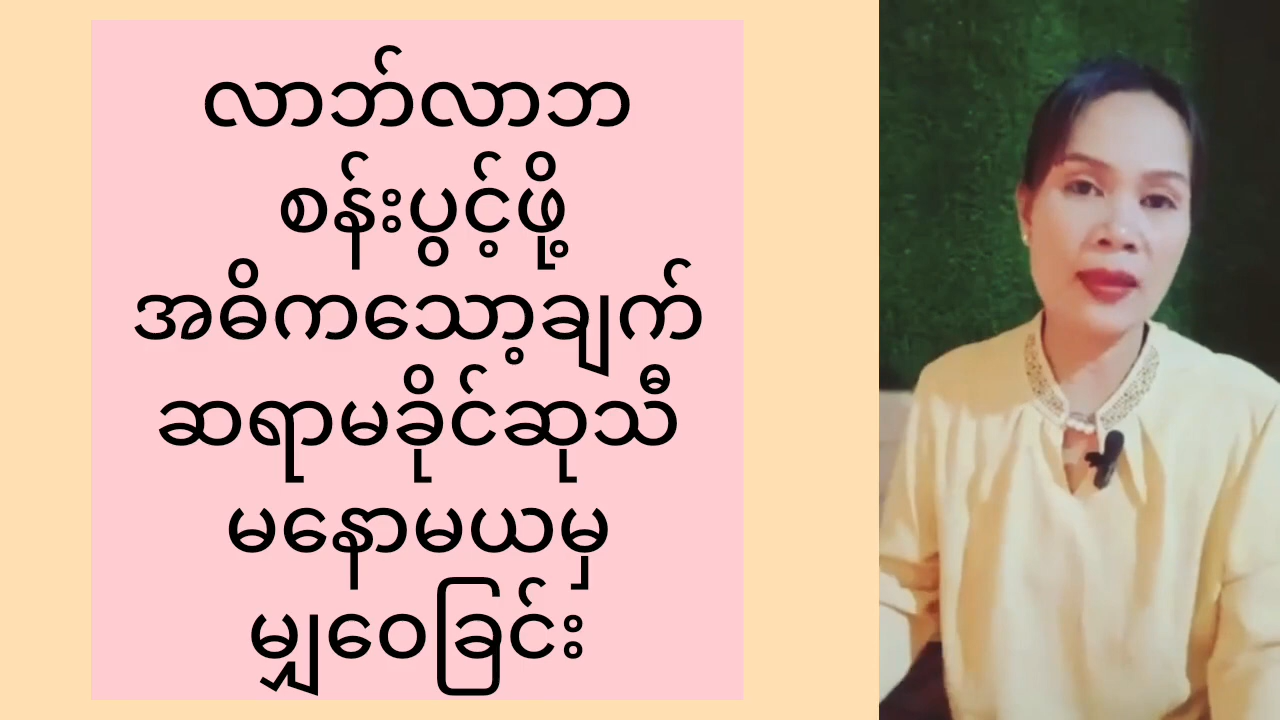 လာဘ်လာဘ
စန်းပွင့်ဖို့
အဓိကသော့ချက်
ဆရာမခိုင်ဆုသီ
မနောမယမှ
မျှဝေခြင်း